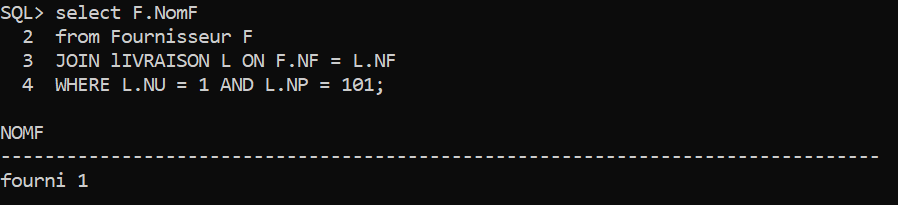 SQL> select F.NomF
  2  from Fournisseur F
  3  JOIN lIVRAISON L ON F.NF = L.NF
  4  WHERE L.NU = 1 AND L.NP = 101;
NOMF
--------------------------------------------------------------------------------
fourni 1